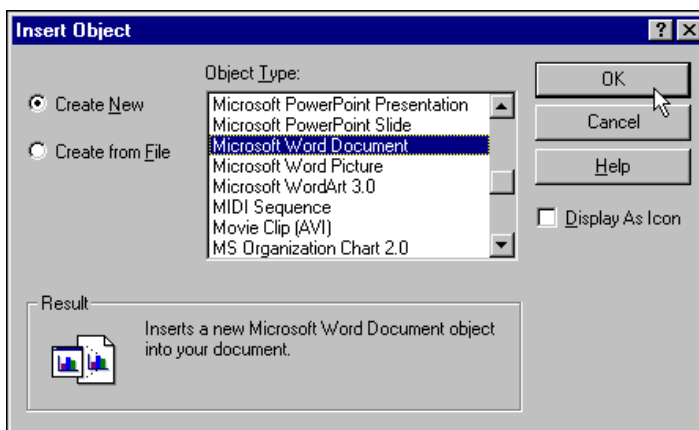 Insert Object
Object Type:
Create New
Create from File
Microsoft PowerPoint Presentation
Microsoft PowerPoint Slide
Microsoft Word Document
Microsoft Word Picture
Microsoft WordArt 3.0
MIDI Sequence
Movie Clip (AVI)
MS Organization Chart 2.0
OK
Cancel
Help
Display As Icon
Result
Inserts a new Microsoft Word Document object
into your document.